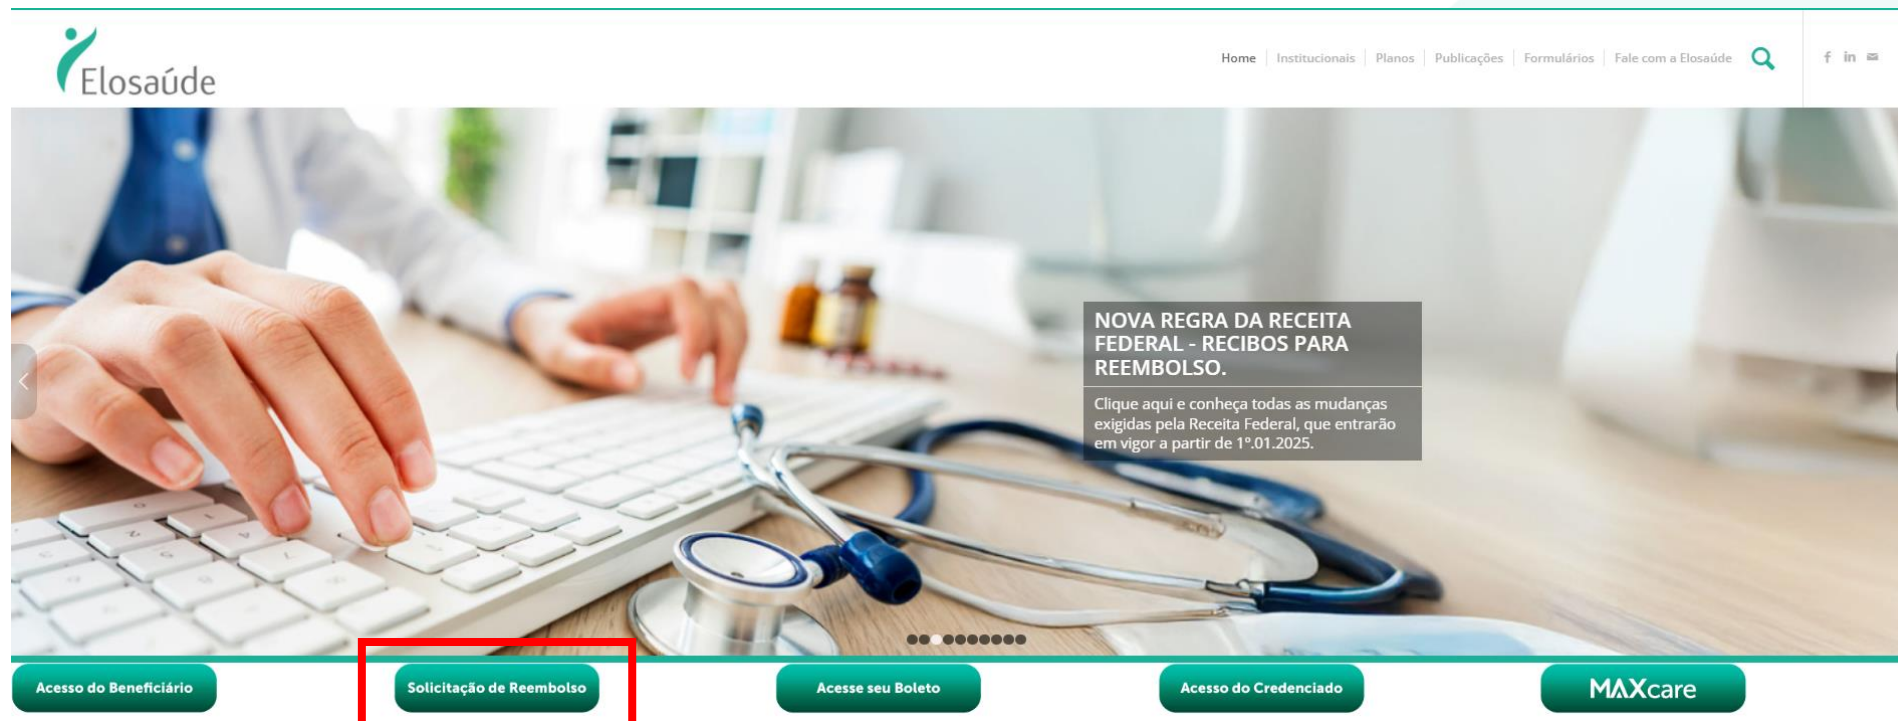 Elosaúde
Home Institucionais Planos Publicações Formulários Fale com a Elosaúde
NOVA REGRA DA RECEITA
FEDERAL - RECIBOS PARA
REEMBOLSO.
Clique aqui e conheça todas as mudanças
exigidas pela Receita Federal, que entrarão
em vigor a partir de 1º.01.2025.
Acesso do Beneficiário
Solicitação de Reembolso
Acesse seu Boleto
Acesso do Credenciado
MAXcare